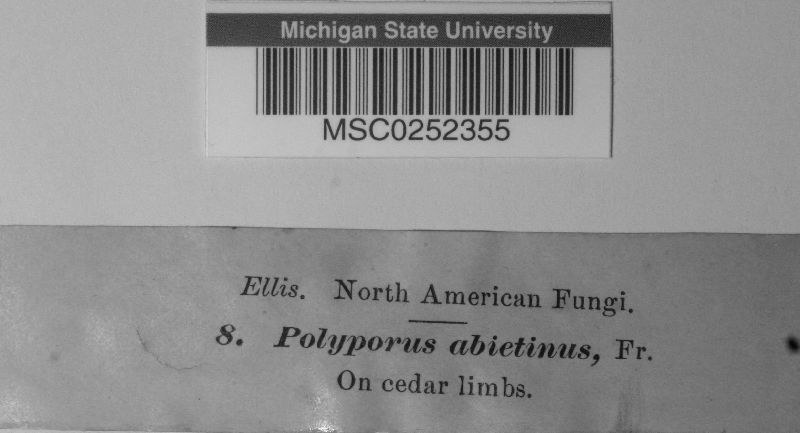 Michigan State University
MSC0252355
Ellis. North American Fungi.
8. Polyporus abietinus, Fr.
On cedar limbs.